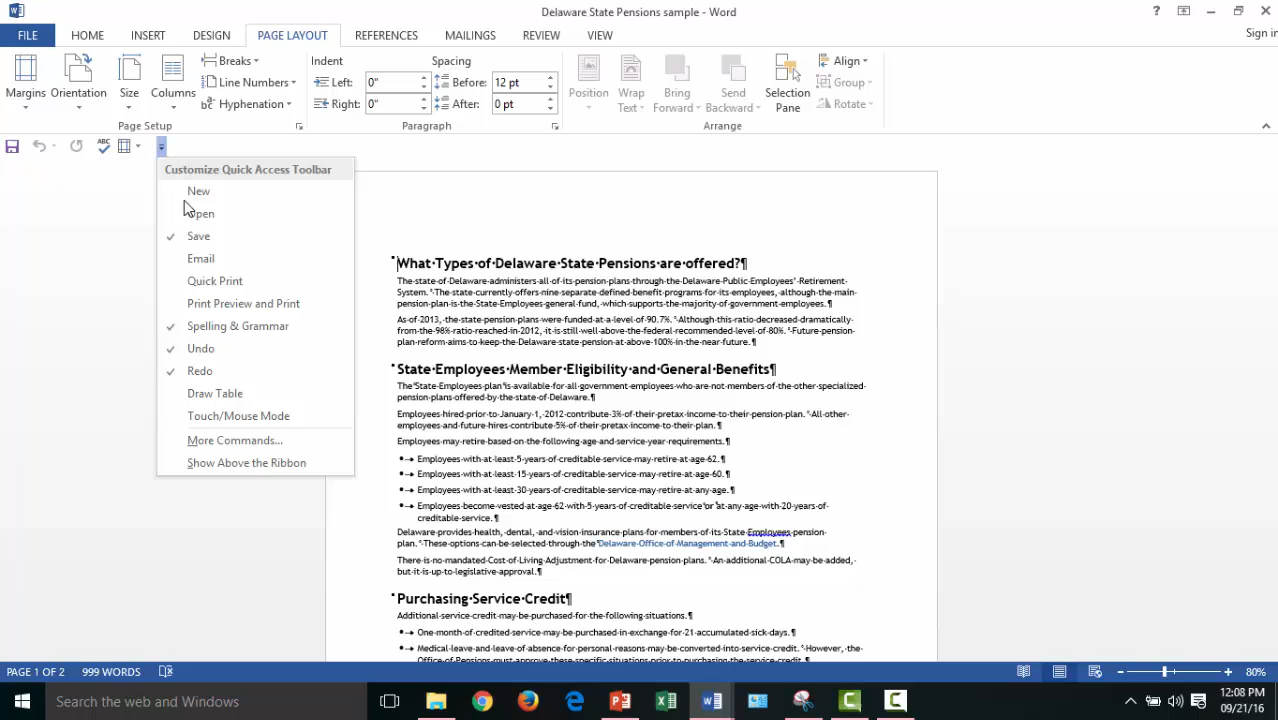 Delaware State Pensions sample - Word
FILE HOME INSERT DESIGN PAGE LAYOUT REFERENCES MAILINGS REVIEW VIEW Sign in
Margins Orientation Size Columns Breaks Line Numbers Hyphenation
Page Setup
Indent Spacing
Left: 0" Before: 12 pt
Right: 0" After: 0 pt
Paragraph
Position Wrap Text Bring Forward Send Backward Selection Pane Align Group Rotate
Arrange
ABC
Customize Quick Access Toolbar
New
Open
Save
Email
Quick Print
Print Preview and Print
Spelling & Grammar
Undo
Redo
Draw Table
Touch/Mouse Mode
More Commands...
Show Above the Ribbon
What·Types·of·Delaware·State·Pensions·are·offered?¶
The·state·of·Delaware·administers·all·of·its·pension·plans·through·the·Delaware·Public·Employees'·Retirement·
System.°·The·state·currently·offers·nine·separate·defined·benefit·programs·for·its·employees,·although·the·main·
pension·plan·is·the·State·Employees·general·fund,·which·supports·the·majority·of·government·employees.¶
As·of·2013,·the·state·pension·plans·were·funded·at·a·level·of·90.7%.°·Although·this·ratio·decreased·dramatically·
from·the·98%·ratio·reached·in·2012,·it·is·still·well·above·the·federal·recommended·level·of·80%.°·Future·pension·
plan·reform·aims·to·keep·the·Delaware·state·pension·at·above·100%·in·the·near·future.¶
State·Employees·Member·Eligibility·and·General·Benefits¶
The°State·Employees·plan°is·available·for·all·government·employees·who·are·not·members·of·the·other·specialized·
pension·plans·offered·by·the·state·of·Delaware.¶
Employees·hired·prior·to·January·1,·2012·contribute·3%·of·their·pretax·income·to·their·pension·plan.°·All·other·
employees·and·future·hires·contribute·5%·of·their·pretax·income·to·their·plan.¶
Employees·may·retire·based·on·the·following·age·and·service·year·requirements.¶
•→Employees·with·at·least·5·years·of·creditable·service·may·retire·at·age·62.¶
•→Employees·with·at·least·15·years·of·creditable·service·may·retire·at·age·60.¶
•→Employees·with·at·least·30·years·of·creditable·service·may·retire·at·any·age.¶
•→Employees·become·vested·at·age·62·with·5·years·of·creditable·service°or°at·any·age·with·20·years·of·
creditable·service.¶
Delaware·provides·health,·dental,·and·vision·insurance·plans·for·members·of·its·State·Employees·pension·
plan.°·These·options·can·be·selected·through·the°Delaware·Office·of·Management·and·Budget.¶
There·is·no·mandated·Cost·of·Living·Adjustment·for·Delaware·pension·plans.°·An·additional·COLA·may·be·added,·
but·it·is·up·to·legislative·approval.¶
Purchasing·Service·Credit¶
Additional·service·credit·may·be·purchased·for·the·following·situations.¶
•→One·month·of·credited·service·may·be·purchased·in·exchange·for·21·accumulated·sick·days.¶
•→Medical·leave·and·leave·of·absence·for·personal·reasons·may·be·converted·into·service·credit.°·However,·the·
Office·of·Pensions·must·approve·these·specific·situations·prior·to·purchasing·the·service·credit.¶
PAGE 1 OF 2 999 WORDS 80%
Search the web and Windows
12:08 PM
09/21/16